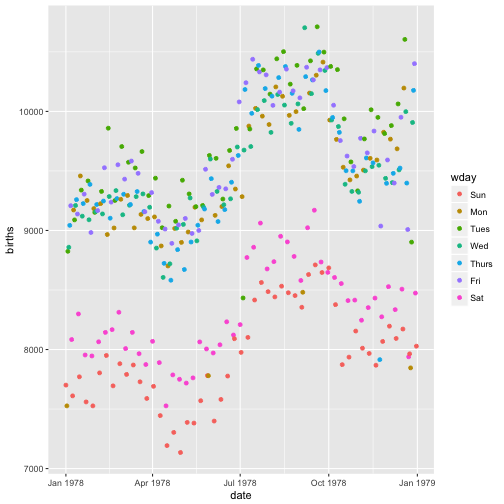 births
10000
9000
8000
7000
Jan 1978
Apr 1978
Jul 1978
Oct 1978
Jan 1979
date
wday
Sun
Mon
Tues
Wed
Thurs
Fri
Sat